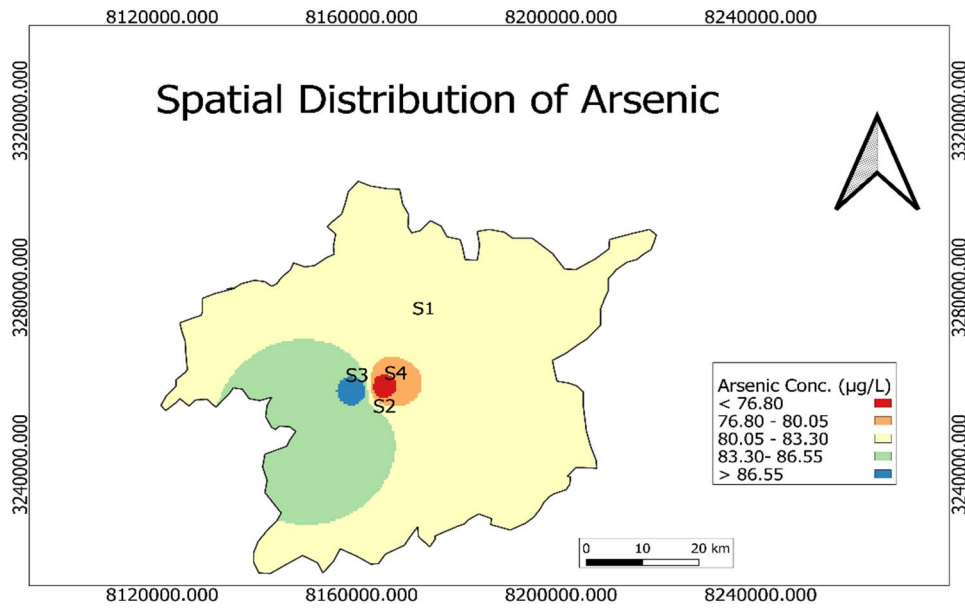 8120000.000 8160000.000 8200000.000 8240000.000
3320000.000 3320000.000
Spatial Distribution of Arsenic
3280000.000 3280000.000
S1
S3 S4
S2
Arsenic Conc. (µg/L)
< 76.80
76.80 - 80.05
80.05 - 83.30
83.30- 86.55
> 86.55
3240000.000 3240000.000
0 10 20 km
8120000.000 8160000.000 8200000.000 8240000.000